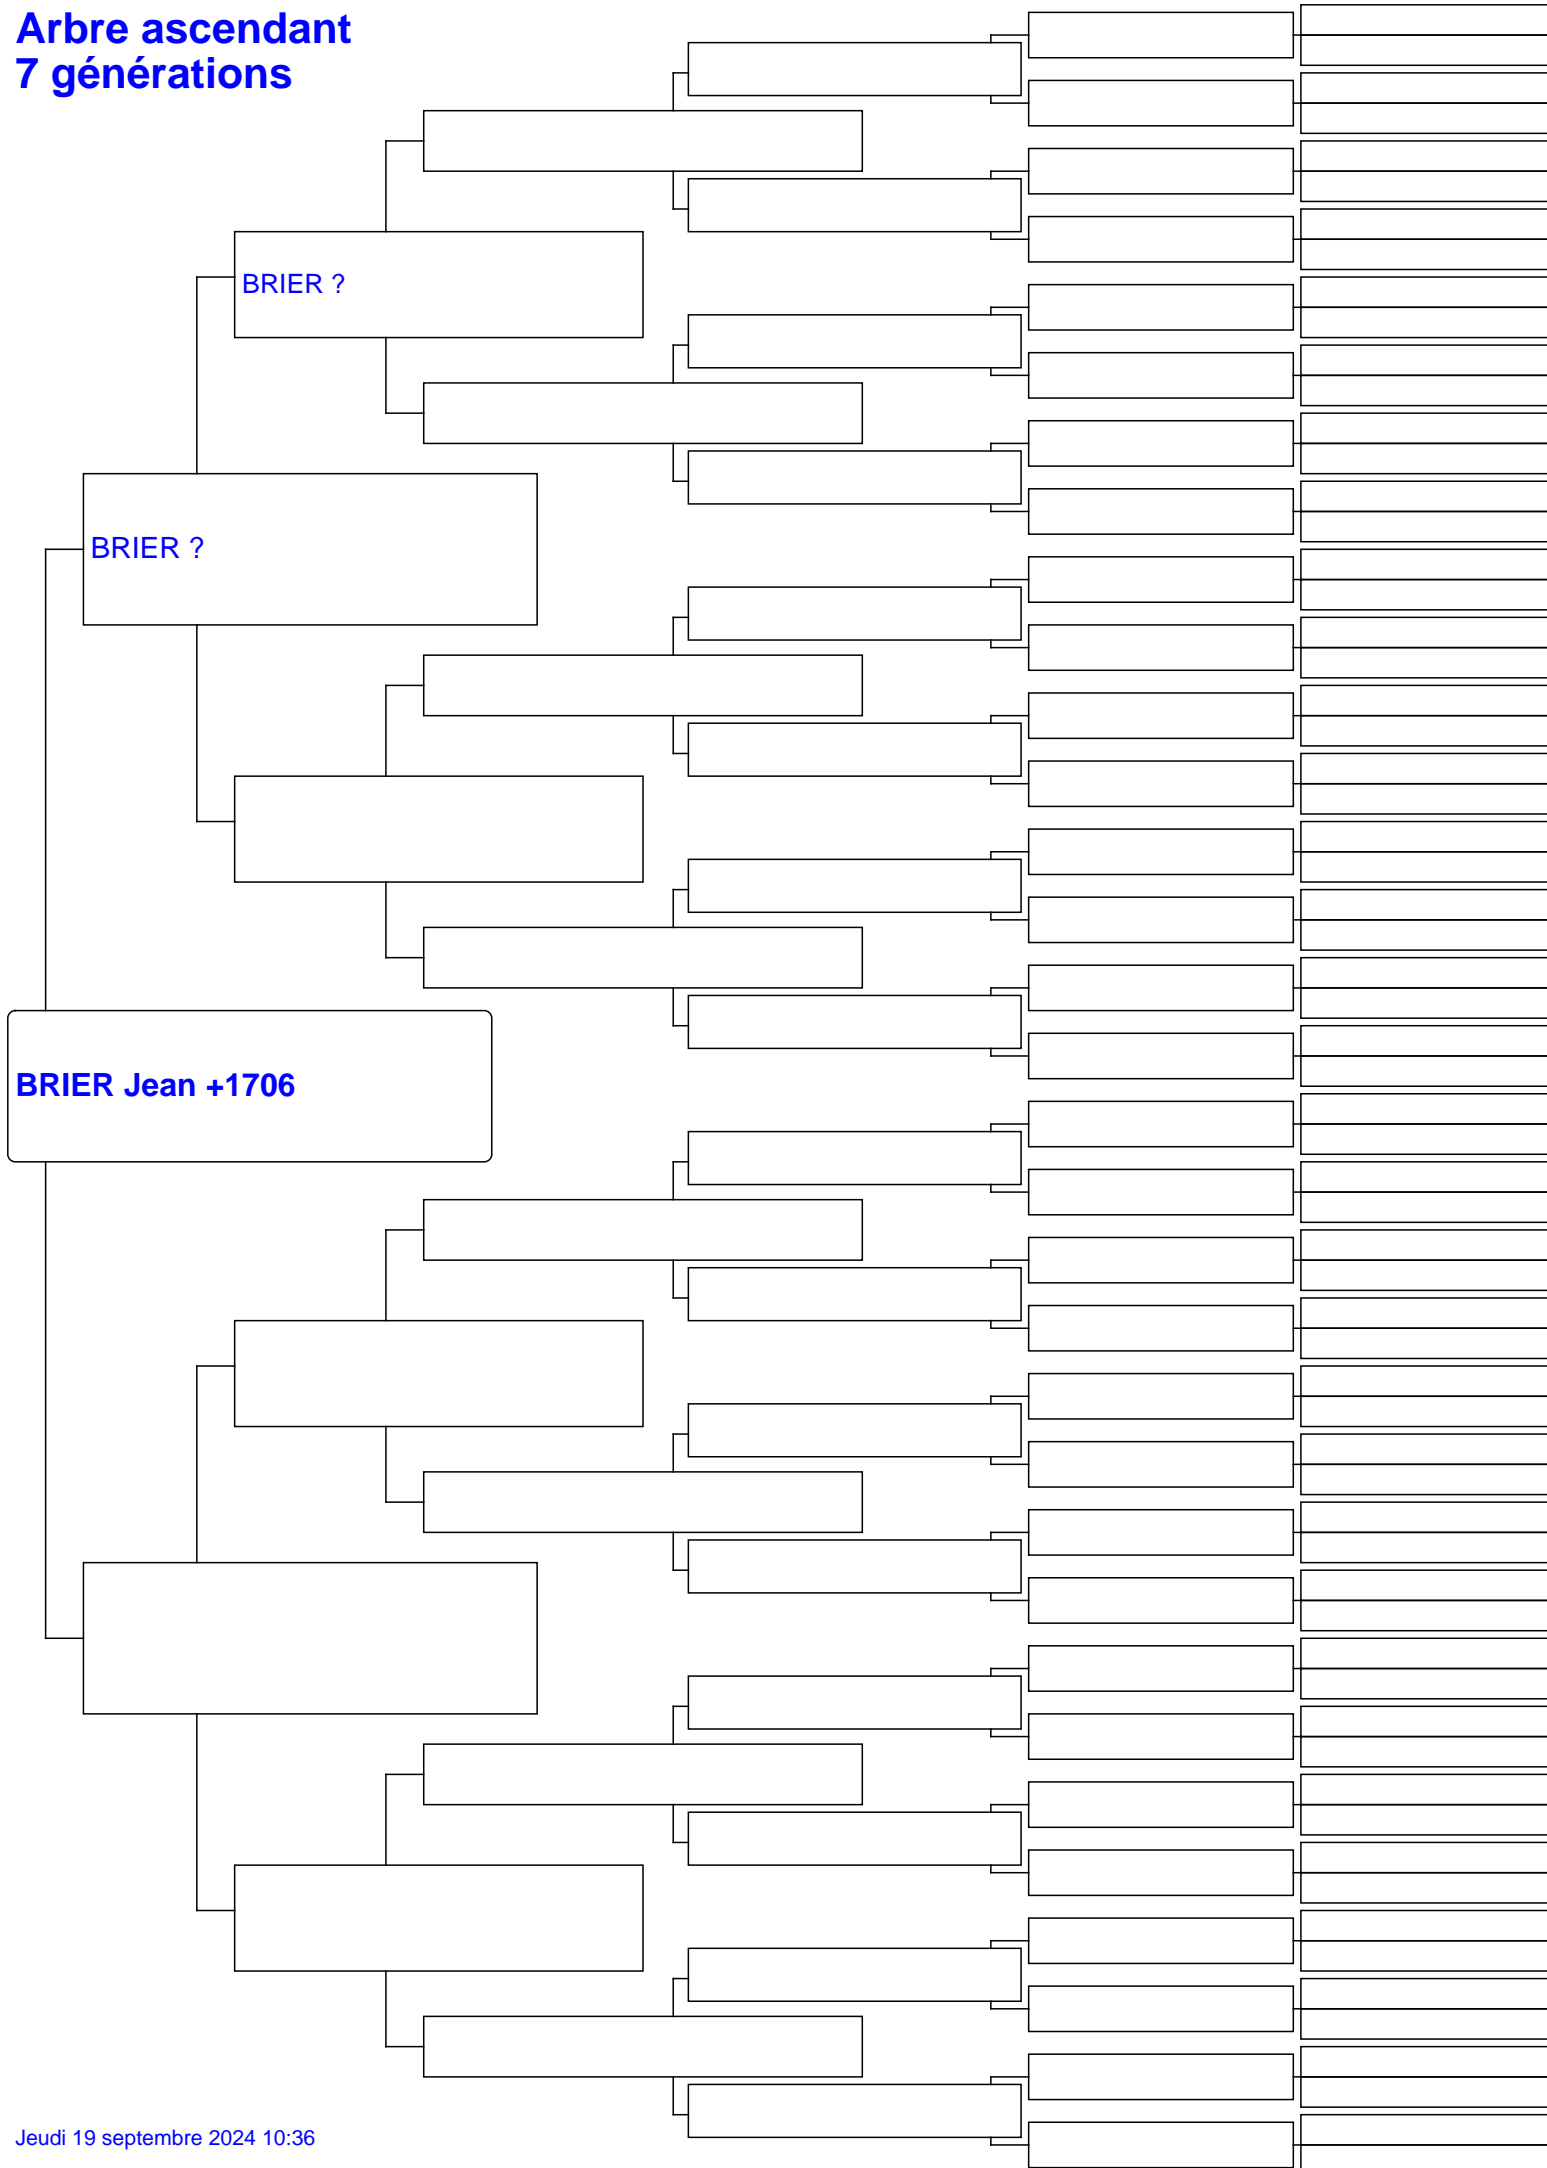 Arbre ascendant
7 générations
BRIER ?
BRIER ?
BRIER Jean +1706
Jeudi 19 septembre 2024 10:36